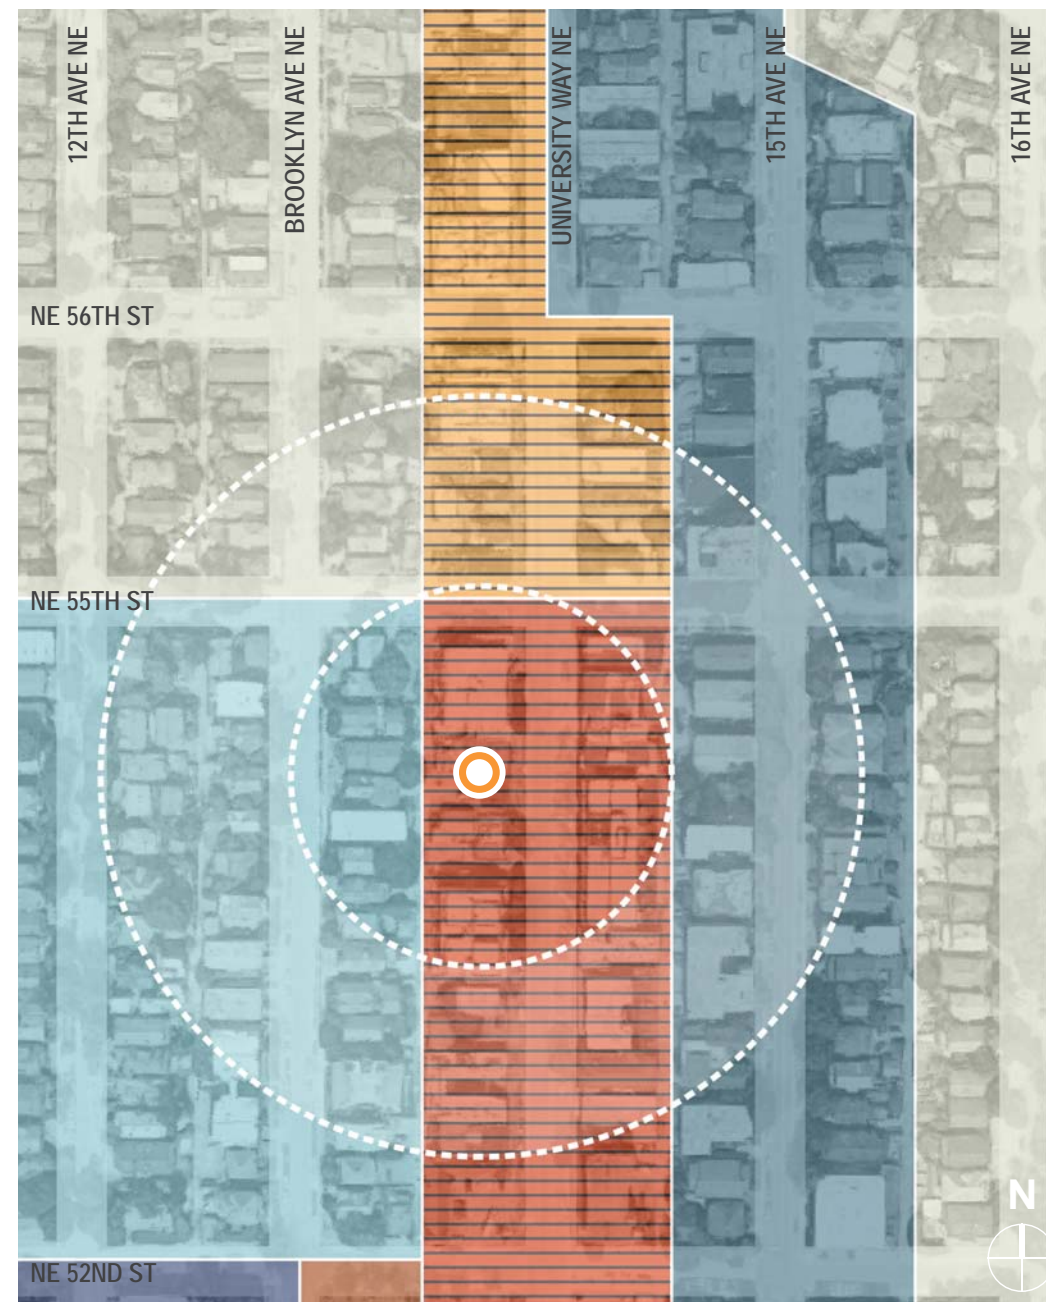 12TH AVE NE
BROOKLYN AVE NE
UNIVERSITY WAY NE
15TH AVE NE
16TH AVE NE
NE 56TH ST
NE 55TH ST
N
NE 52ND ST